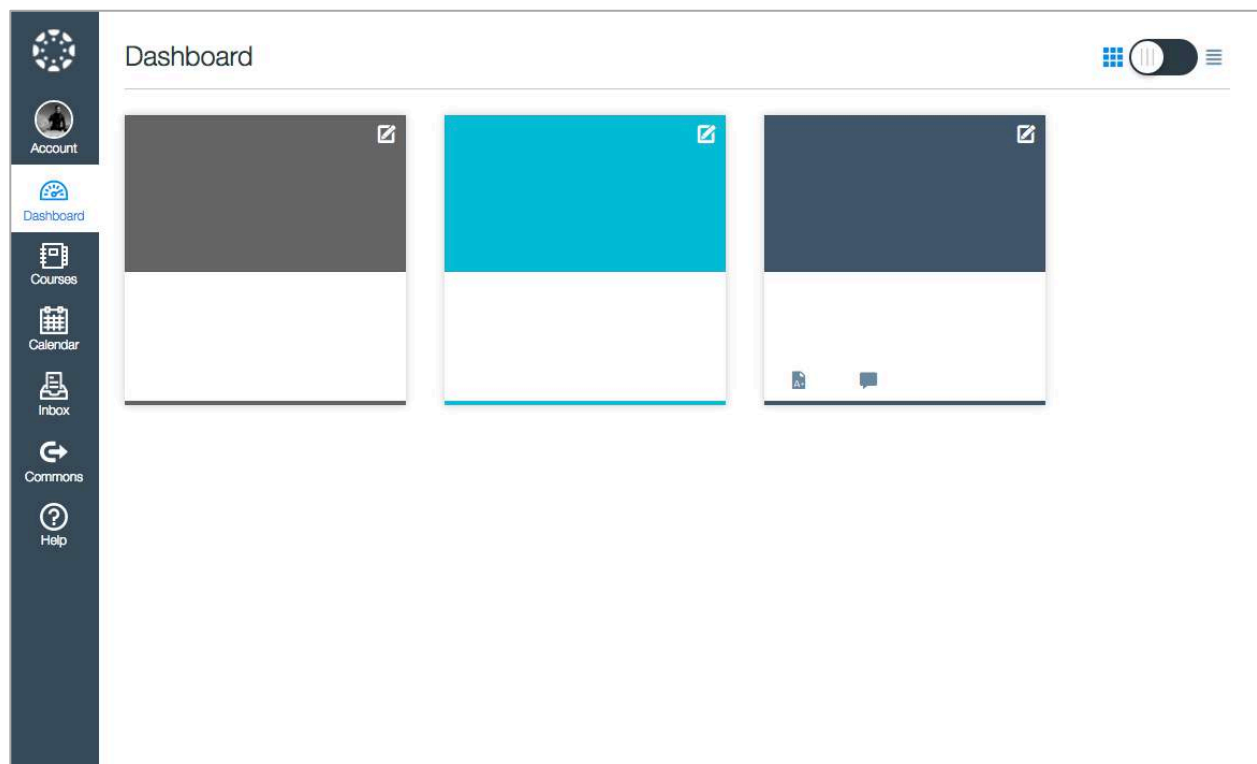 Dashboard
Account
Dashboard
Courses
Calendar
Inbox
Commons
Help
A+